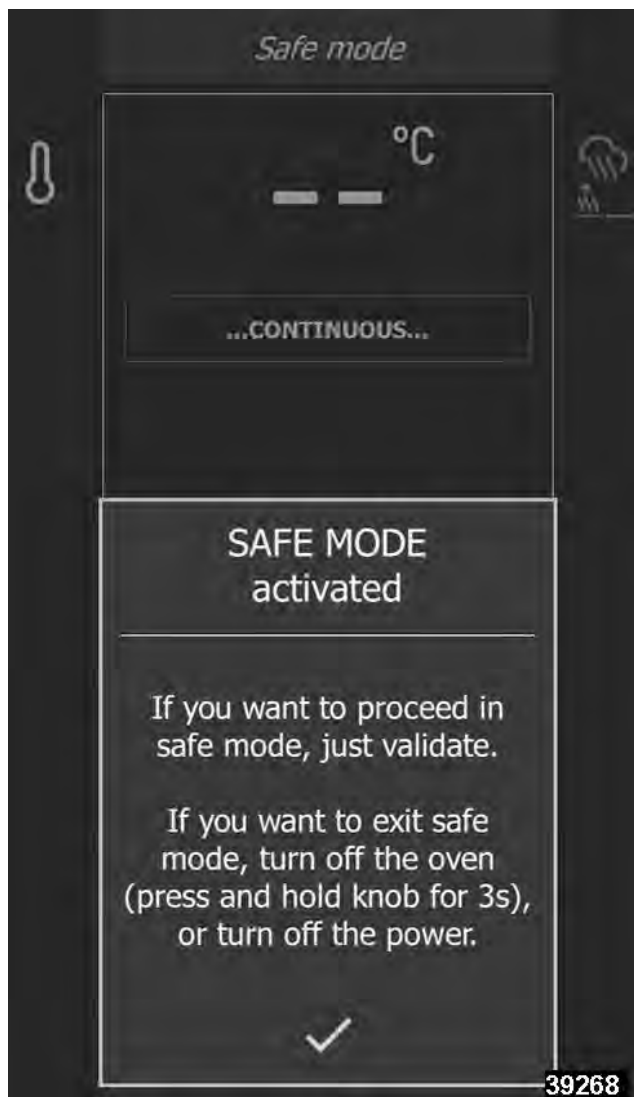 Safe mode
°C
– –
...CONTINUOUS...
SAFE MODE
activated
If you want to proceed in
safe mode, just validate.
If you want to exit safe
mode, turn off the oven
(press and hold knob for 3s),
or turn off the power.
39268